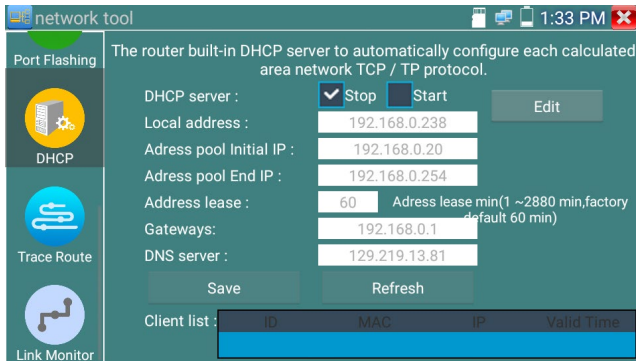 network tool
1:33 PM
Port Flashing
The router built-in DHCP server to automatically configure each calculated
area network TCP / TP protocol.
DHCP server :
Stop
Start
Edit
Local address :
192.168.0.238
DHCP
Adress pool Initial IP :
192.168.0.20
Adress pool End IP :
192.168.0.254
Address lease :
60
Adress lease min(1 ~2880 min,factory
default 60 min)
Gateways:
192.168.0.1
Trace Route
DNS server :
129.219.13.81
Save
Refresh
Client list :
ID
MAC
IP
Valid Time
Link Monitor